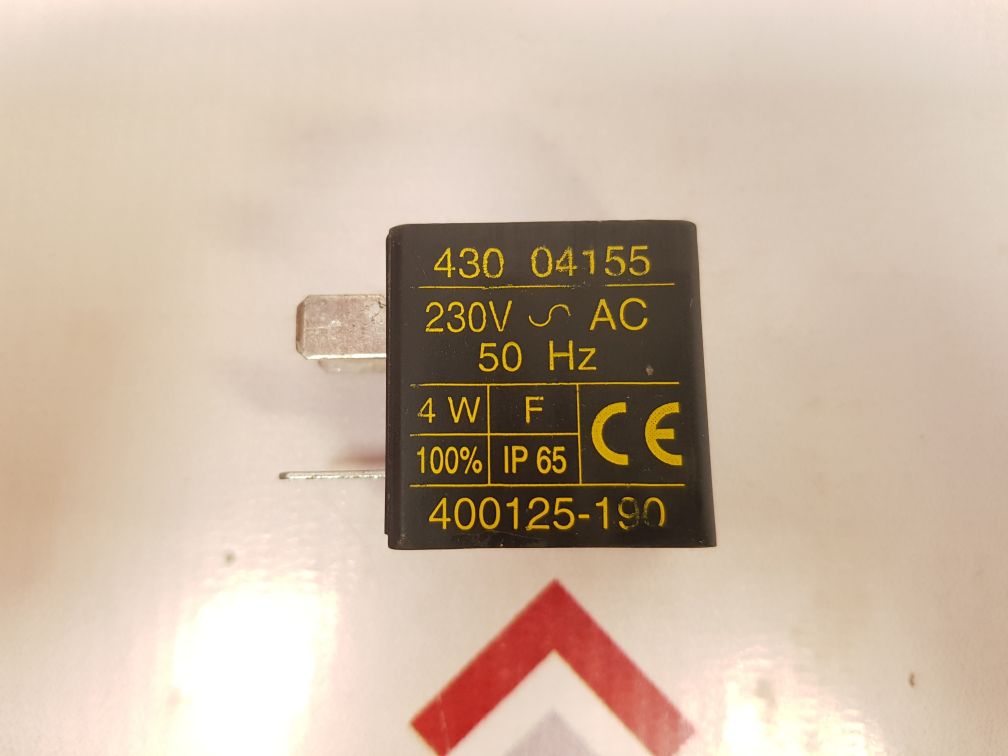 430 04155
230V ∿ AC
50 Hz
4 W F
CE
100% IP 65
400125-190